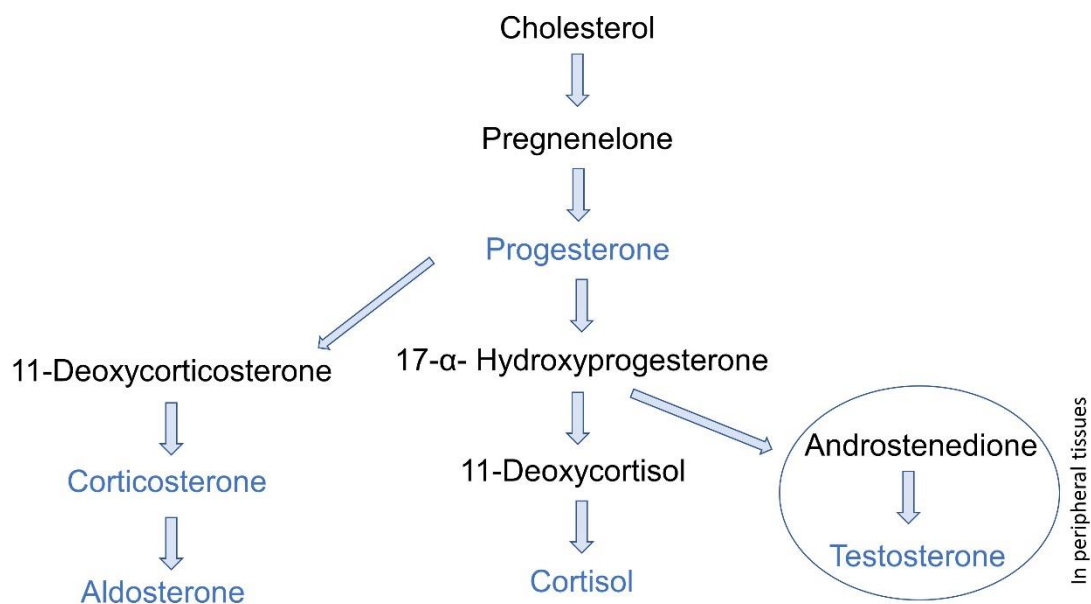 Cholesterol
Pregnenelone
Progesterone
11-Deoxycorticosterone
17-α- Hydroxyprogesterone
Androstenedione
11-Deoxycortisol
Corticosterone
Testosterone
Cortisol
Aldosterone
In peripheral tissues